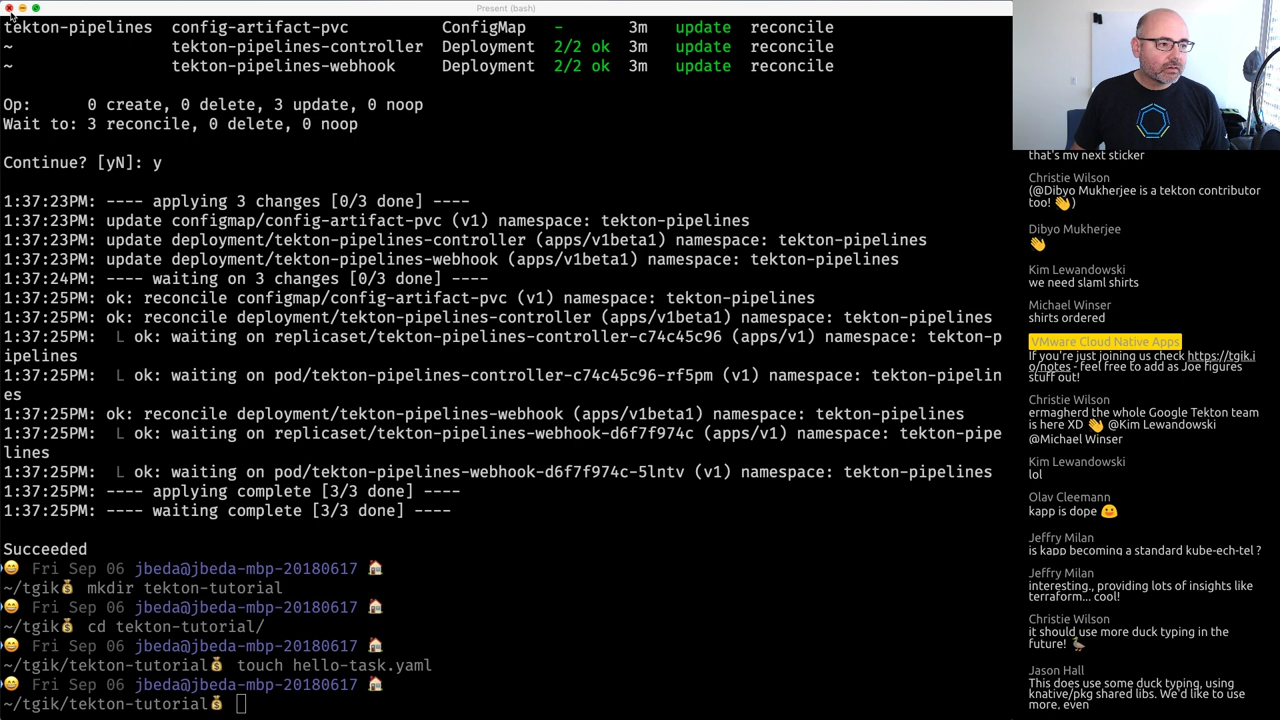 Present (bash)
tekton-pipelines config-artifact-pvc ConfigMap - 3m update reconcile
~ tekton-pipelines-controller Deployment 2/2 ok 3m update reconcile
~ tekton-pipelines-webhook Deployment 2/2 ok 3m update reconcile
Op: 0 create, 0 delete, 3 update, 0 noop
Wait to: 3 reconcile, 0 delete, 0 noop
Continue? [yN]: y
1:37:23PM: ---- applying 3 changes [0/3 done] ----
1:37:23PM: update configmap/config-artifact-pvc (v1) namespace: tekton-pipelines
1:37:23PM: update deployment/tekton-pipelines-controller (apps/v1beta1) namespace: tekton-pipelines
1:37:23PM: update deployment/tekton-pipelines-webhook (apps/v1beta1) namespace: tekton-pipelines
1:37:24PM: ---- waiting on 3 changes [0/3 done] ----
1:37:25PM: ok: reconcile configmap/config-artifact-pvc (v1) namespace: tekton-pipelines
1:37:25PM: ok: reconcile deployment/tekton-pipelines-controller (apps/v1beta1) namespace: tekton-pipelines
1:37:25PM: L ok: waiting on replicaset/tekton-pipelines-controller-c74c45c96 (apps/v1) namespace: tekton-p
ipelines
1:37:25PM: L ok: waiting on pod/tekton-pipelines-controller-c74c45c96-rf5pm (v1) namespace: tekton-pipelin
es
1:37:25PM: ok: reconcile deployment/tekton-pipelines-webhook (apps/v1beta1) namespace: tekton-pipelines
1:37:25PM: L ok: waiting on replicaset/tekton-pipelines-webhook-d6f7f974c (apps/v1) namespace: tekton-pipe
lines
1:37:25PM: L ok: waiting on pod/tekton-pipelines-webhook-d6f7f974c-5lntv (v1) namespace: tekton-pipelines
1:37:25PM: ---- applying complete [3/3 done] ----
1:37:25PM: ---- waiting complete [3/3 done] ----
Succeeded
😄 Fri Sep 06 jbeda@jbeda-mbp-20180617 🏠
~/tgik💰 mkdir tekton-tutorial
😄 Fri Sep 06 jbeda@jbeda-mbp-20180617 🏠
~/tgik💰 cd tekton-tutorial/
😄 Fri Sep 06 jbeda@jbeda-mbp-20180617 🏠
~/tgik/tekton-tutorial💰 touch hello-task.yaml
😄 Fri Sep 06 jbeda@jbeda-mbp-20180617 🏠
~/tgik/tekton-tutorial💰
that's my next sticker
Christie Wilson
(@Dibyo Mukherjee is a tekton contributor
too! 👋)
Dibyo Mukherjee
👋
Kim Lewandowski
we need slaml shirts
Michael Winser
shirts ordered
VMware Cloud Native Apps
If you're just joining us check https://tgik.i
o/notes - feel free to add as Joe figures
stuff out!
Christie Wilson
ermagherd the whole Google Tekton team
is here XD 👋 @Kim Lewandowski
@Michael Winser
Kim Lewandowski
lol
Olav Cleemann
kapp is dope 😛
Jeffry Milan
is kapp becoming a standard kube-ech-tel ?
Jeffry Milan
interesting., providing lots of insights like
terraform... cool!
Christie Wilson
it should use more duck typing in the
future! 🦆
Jason Hall
This does use some duck typing, using
knative/pkg shared libs. We'd like to use
more, even